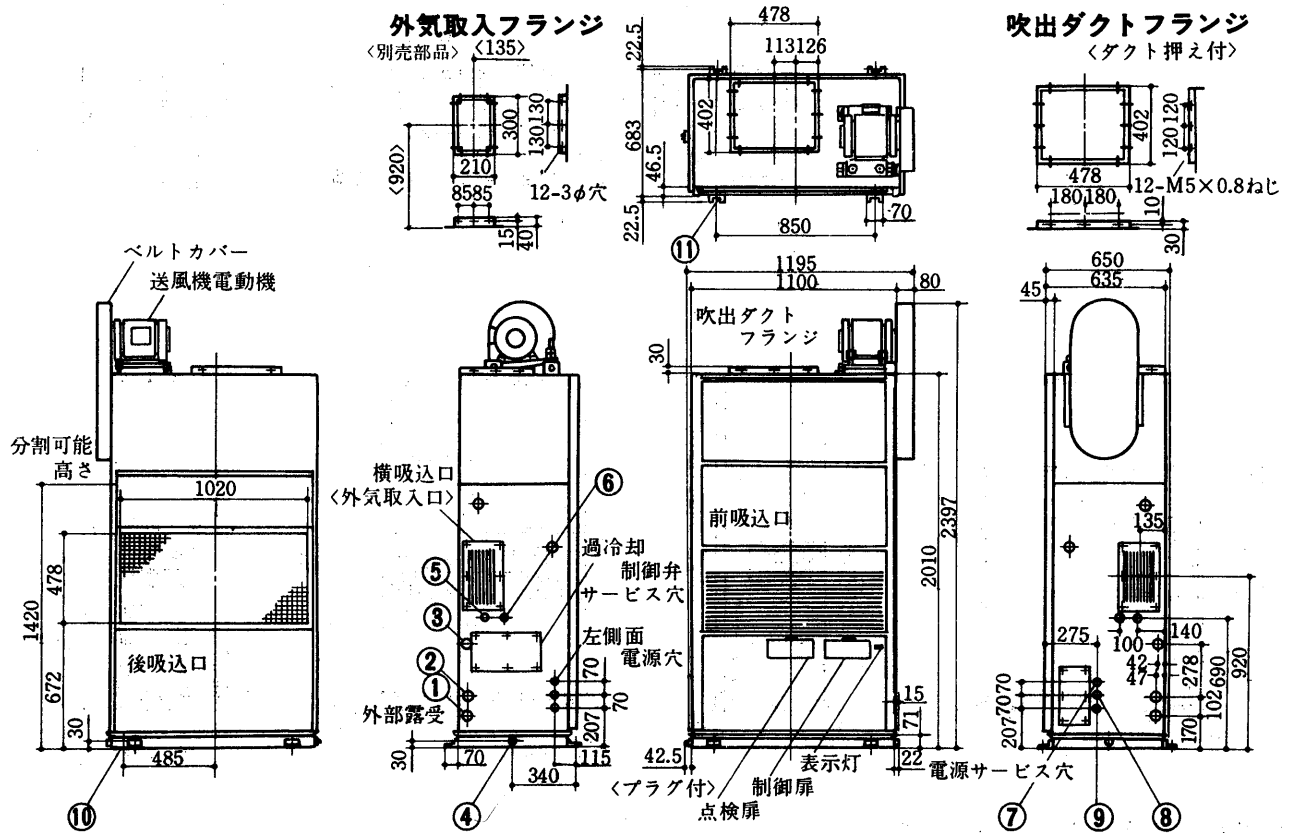 外気取入フランジ
〈別売部品〉
〈135〉
300
130
130
210
〈920〉
8585
12-3φ穴
15
40
478
113126
22.5
402
683
46.5
22.5
70
850
⑪
吹出ダクトフランジ
〈ダクト押え付〉
402
120
120
478
12-M5×0.8ねじ
180
180
10
30
ベルトカバー
送風機電動機
分割可能
高さ
1020
478
1420
672
後吸込口
30
485
⑩
横吸込口
〈外気取入口〉
⑥
過冷却
制御弁
サービス穴
⑤
③
②
①
左側面
電源穴
外部露受
70
70
207
30
70
115
340
④
1195
1100
80
吹出ダクト
フランジ
30
前吸込口
2397
2010
15
71
42.5
22
表示灯
〈プラグ付〉
制御扉
点検扉
650
635
45
135
275
100
140
42
47
278
690
920
102
170
70
70
207
電源サービス穴
⑦
⑨
⑧